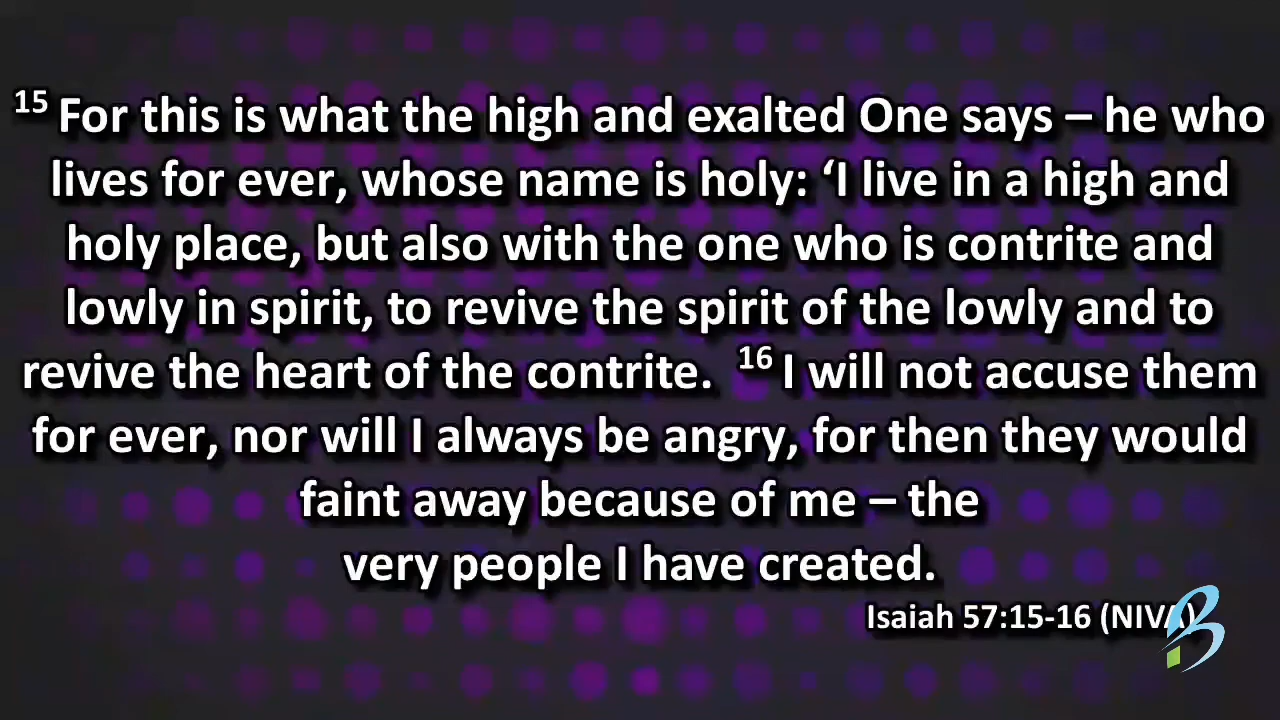 15 For this is what the high and exalted One says – he who
lives for ever, whose name is holy: ‘I live in a high and
holy place, but also with the one who is contrite and
lowly in spirit, to revive the spirit of the lowly and to
revive the heart of the contrite. 16 I will not accuse them
for ever, nor will I always be angry, for then they would
faint away because of me – the
very people I have created.
Isaiah 57:15-16 (NIVA)